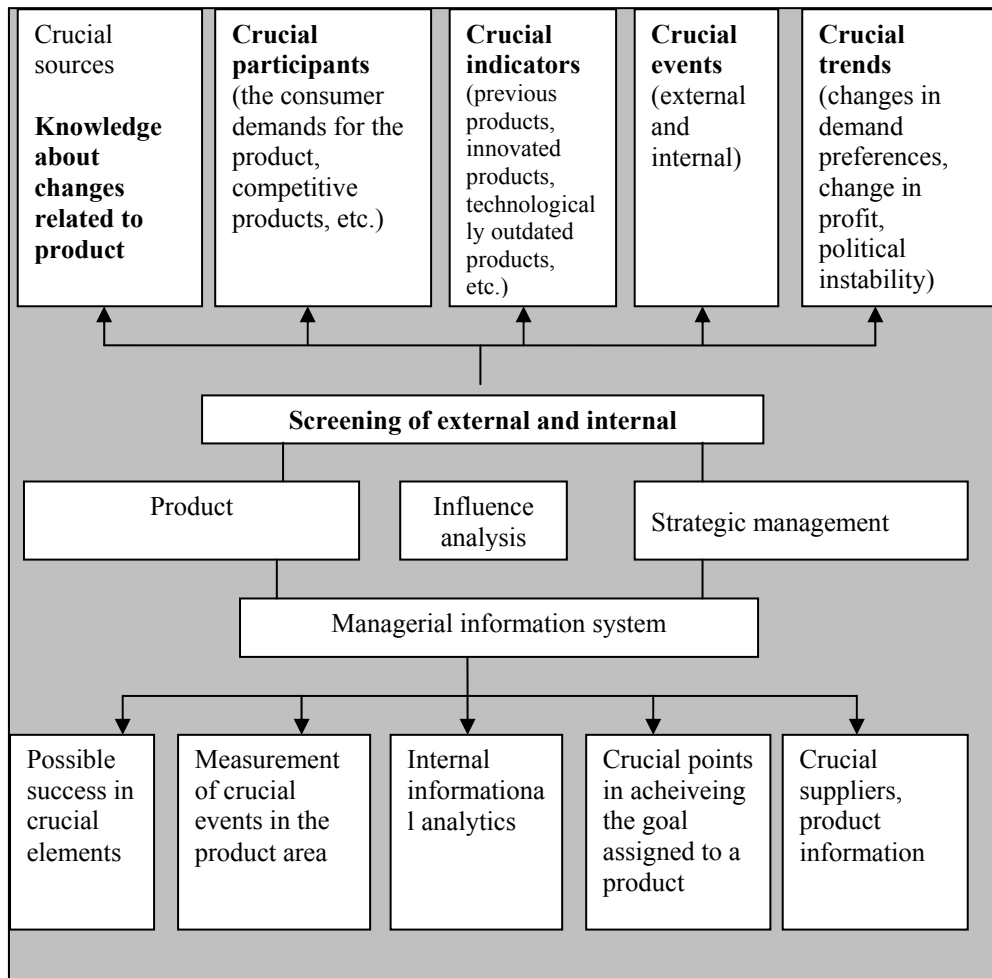 Crucial
sources
Knowledge
about
changes
related to
product
Crucial
participants
(the consumer
demands for the
product,
competitive
products, etc.)
Crucial
indicators
(previous
products,
innovated
products,
technological
ly outdated
products,
etc.)
Crucial
events
(external
and
internal)
Crucial
trends
(changes in
demand
preferences,
change in
profit,
political
instability)
Screening of external and internal
Product
Influence
analysis
Strategic management
Managerial information system
Possible
success in
crucial
elements
Measurement
of crucial
events in the
product area
Internal
informationa
l analytics
Crucial points
in acheiveing
the goal
assigned to a
product
Crucial
suppliers,
product
information